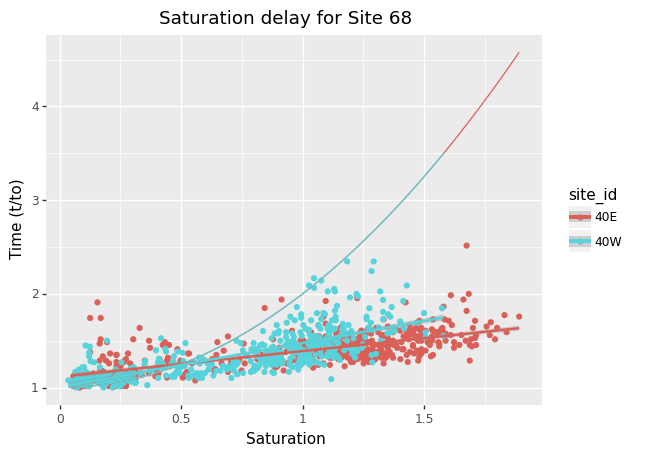 Saturation delay for Site 68
Time (t/to)
4
3
2
1
0
0.5
1
1.5
Saturation
site_id
40E
40W